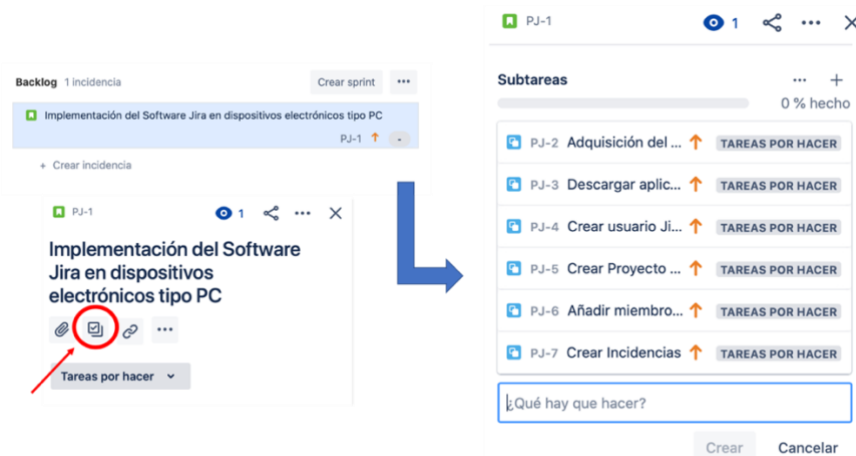 Backlog 1 incidencia
Crear sprint ...
Implementación del Software Jira en dispositivos electrónicos tipo PC
PJ-1 -
+ Crear incidencia
PJ-1
1 ...
Implementación del Software
Jira en dispositivos
electrónicos tipo PC
...
Tareas por hacer
PJ-1
1 ...
Subtareas
... +
0 % hecho
PJ-2 Adquisición del ... TAREAS POR HACER
PJ-3 Descargar aplic... TAREAS POR HACER
PJ-4 Crear usuario Ji... TAREAS POR HACER
PJ-5 Crear Proyecto ... TAREAS POR HACER
PJ-6 Añadir miembro... TAREAS POR HACER
PJ-7 Crear Incidencias TAREAS POR HACER
¿Qué hay que hacer?
Crear Cancelar